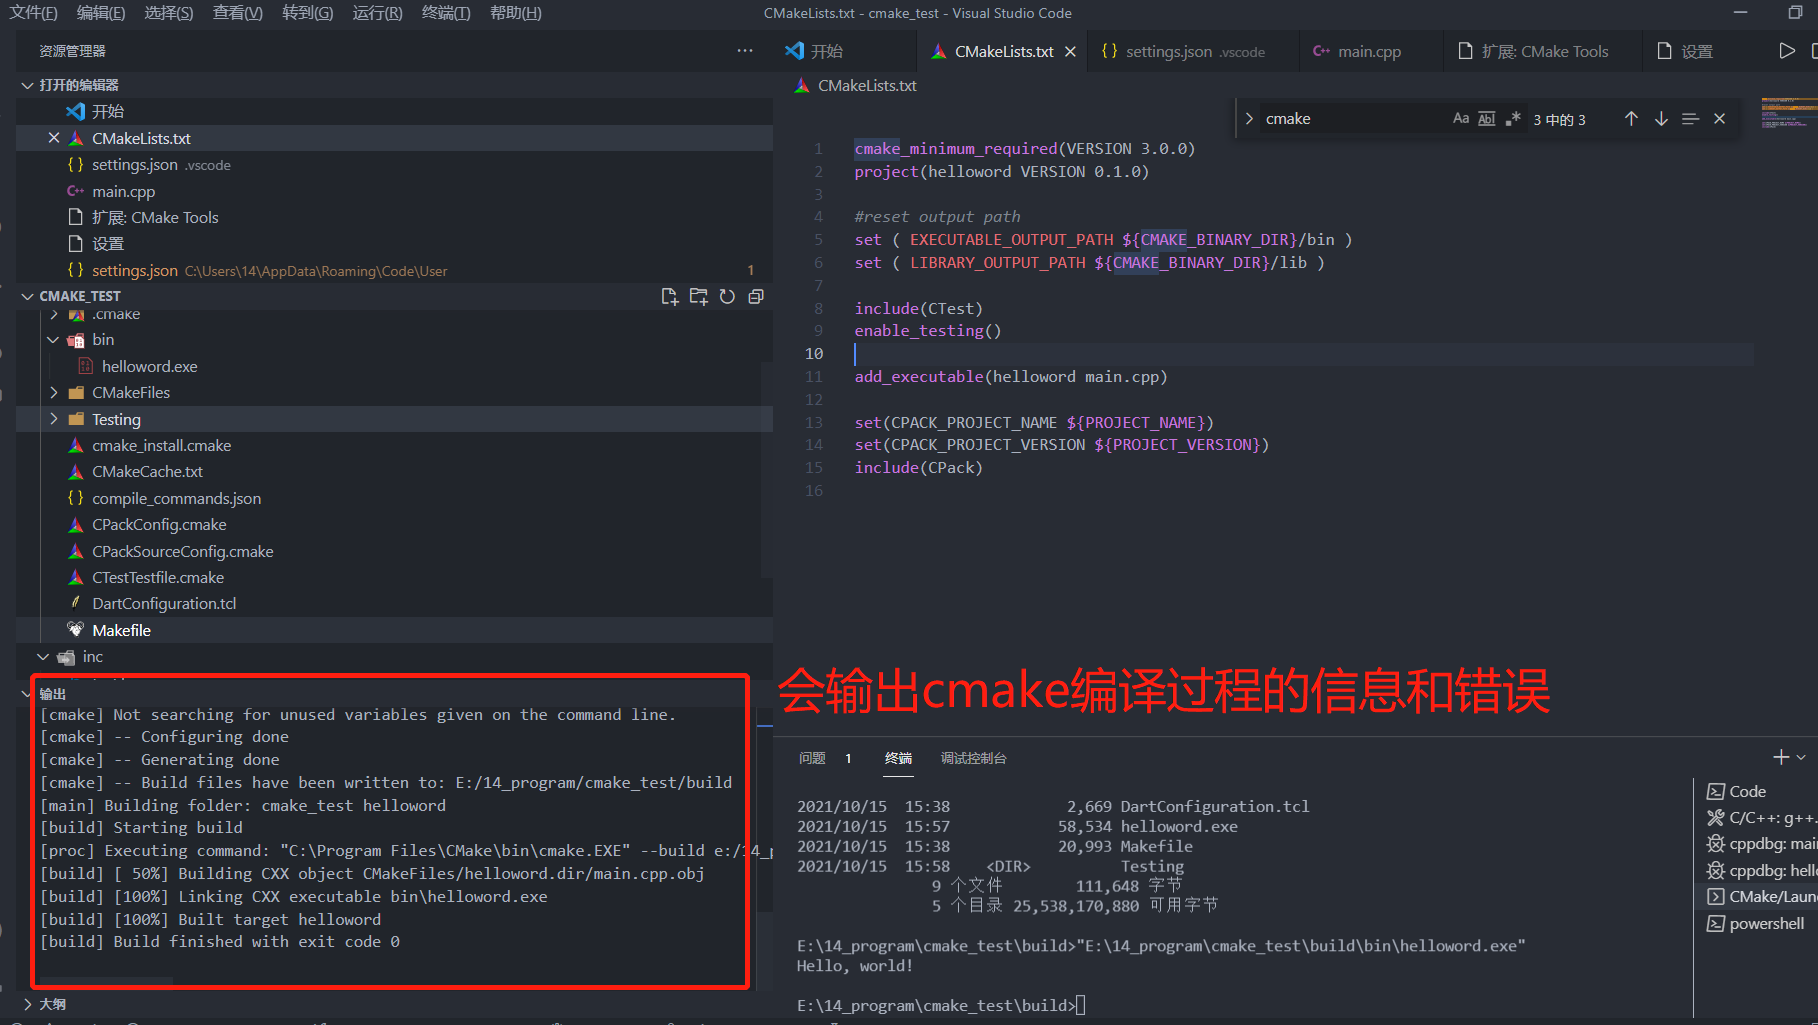 文件(F) 编辑(E) 选择(S) 查看(V) 转到(G) 运行(R) 终端(T) 帮助(H) CMakeLists.txt - cmake_test - Visual Studio Code
资源管理器 ···
打开的编辑器
开始
CMakeLists.txt
settings.json .vscode
main.cpp
扩展: CMake Tools
设置
settings.json C:\Users\14\AppData\Roaming\Code\User 1
CMAKE_TEST
.cmake
bin
helloword.exe
CMakeFiles
Testing
cmake_install.cmake
CMakeCache.txt
compile_commands.json
CPackConfig.cmake
CPackSourceConfig.cmake
CTestTestfile.cmake
DartConfiguration.tcl
Makefile
inc
输出
[cmake] Not searching for unused variables given on the command line.
[cmake] -- Configuring done
[cmake] -- Generating done
[cmake] -- Build files have been written to: E:/14_program/cmake_test/build
[main] Building folder: cmake_test helloword
[build] Starting build
[proc] Executing command: "C:\Program Files\CMake\bin\cmake.EXE" --build e:/14_p
[build] [ 50%] Building CXX object CMakeFiles/helloword.dir/main.cpp.obj
[build] [100%] Linking CXX executable bin\helloword.exe
[build] [100%] Built target helloword
[build] Build finished with exit code 0
大纲
开始 CMakeLists.txt settings.json .vscode main.cpp 扩展: CMake Tools 设置
CMakeLists.txt
cmake Aa Abl 3 中的 3
1 cmake_minimum_required(VERSION 3.0.0)
2 project(helloword VERSION 0.1.0)
3
4 #reset output path
5 set ( EXECUTABLE_OUTPUT_PATH ${CMAKE_BINARY_DIR}/bin )
6 set ( LIBRARY_OUTPUT_PATH ${CMAKE_BINARY_DIR}/lib )
7
8 include(CTest)
9 enable_testing()
10
11 add_executable(helloword main.cpp)
12
13 set(CPACK_PROJECT_NAME ${PROJECT_NAME})
14 set(CPACK_PROJECT_VERSION ${PROJECT_VERSION})
15 include(CPack)
16
会输出cmake编译过程的信息和错误
问题 1 终端 调试控制台
2021/10/15 15:38 2,669 DartConfiguration.tcl
2021/10/15 15:57 58,534 helloword.exe
2021/10/15 15:38 20,993 Makefile
2021/10/15 15:58 <DIR> Testing
9 个文件 111,648 字节
5 个目录 25,538,170,880 可用字节
E:\14_program\cmake_test\build>"E:\14_program\cmake_test\build\bin\helloword.exe"
Hello, world!
E:\14_program\cmake_test\build>
Code
C/C++: g++.
cppdbg: mai
cppdbg: hell
CMake/Laun
powershell